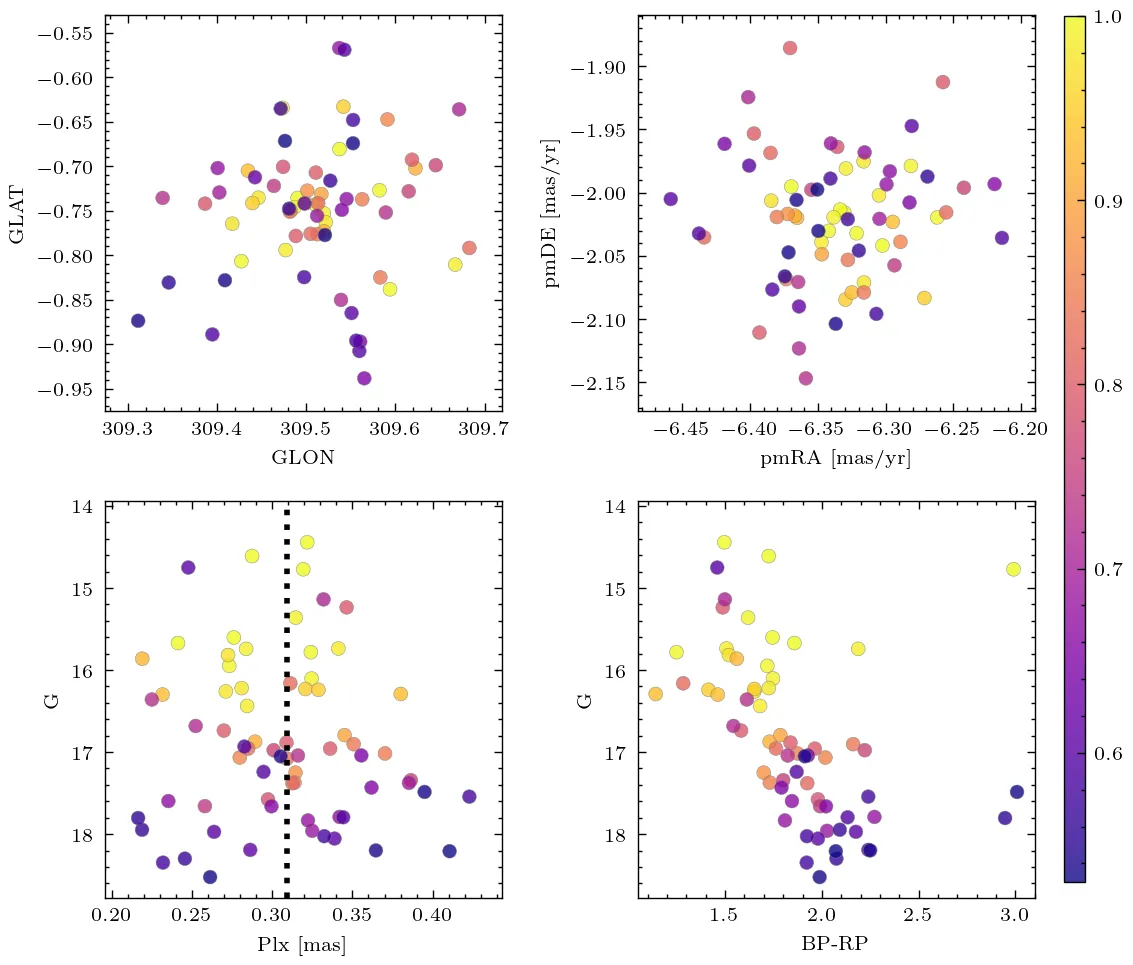 −0.55
−0.60
−0.65
−0.70
−0.75
−0.80
−0.85
−0.90
−0.95
GLAT
309.3 309.4 309.5 309.6 309.7
GLON
−1.90
−1.95
−2.00
−2.05
−2.10
−2.15
pmDE [mas/yr]
−6.45 −6.40 −6.35 −6.30 −6.25 −6.20
pmRA [mas/yr]
14
15
16
17
18
G
0.20 0.25 0.30 0.35 0.40
Plx [mas]
14
15
16
17
18
G
1.5 2.0 2.5 3.0
BP-RP
1.0
0.9
0.8
0.7
0.6